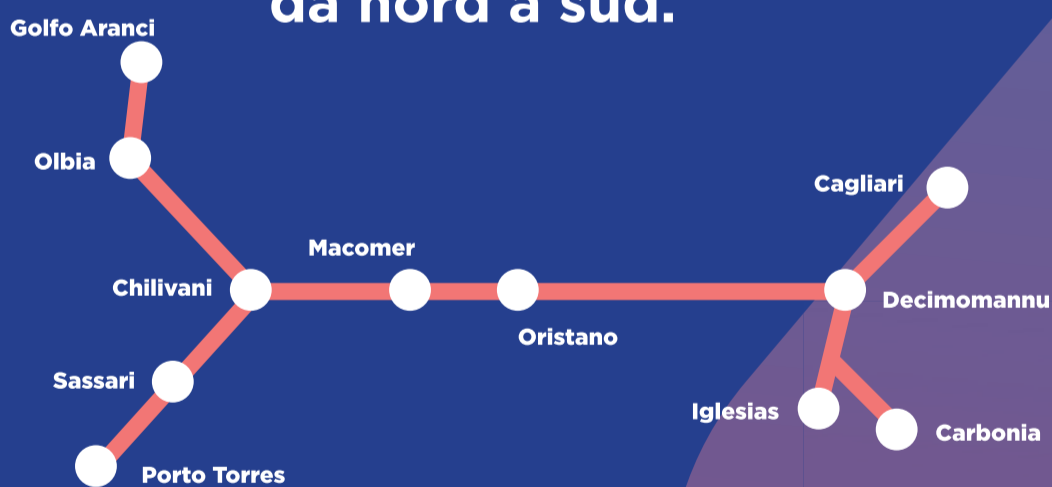 da nord a sud.
Golfo Aranci
Olbia
Cagliari
Macomer
Chilivani
Decimomannu
Oristano
Sassari
Iglesias
Carbonia
Porto Torres